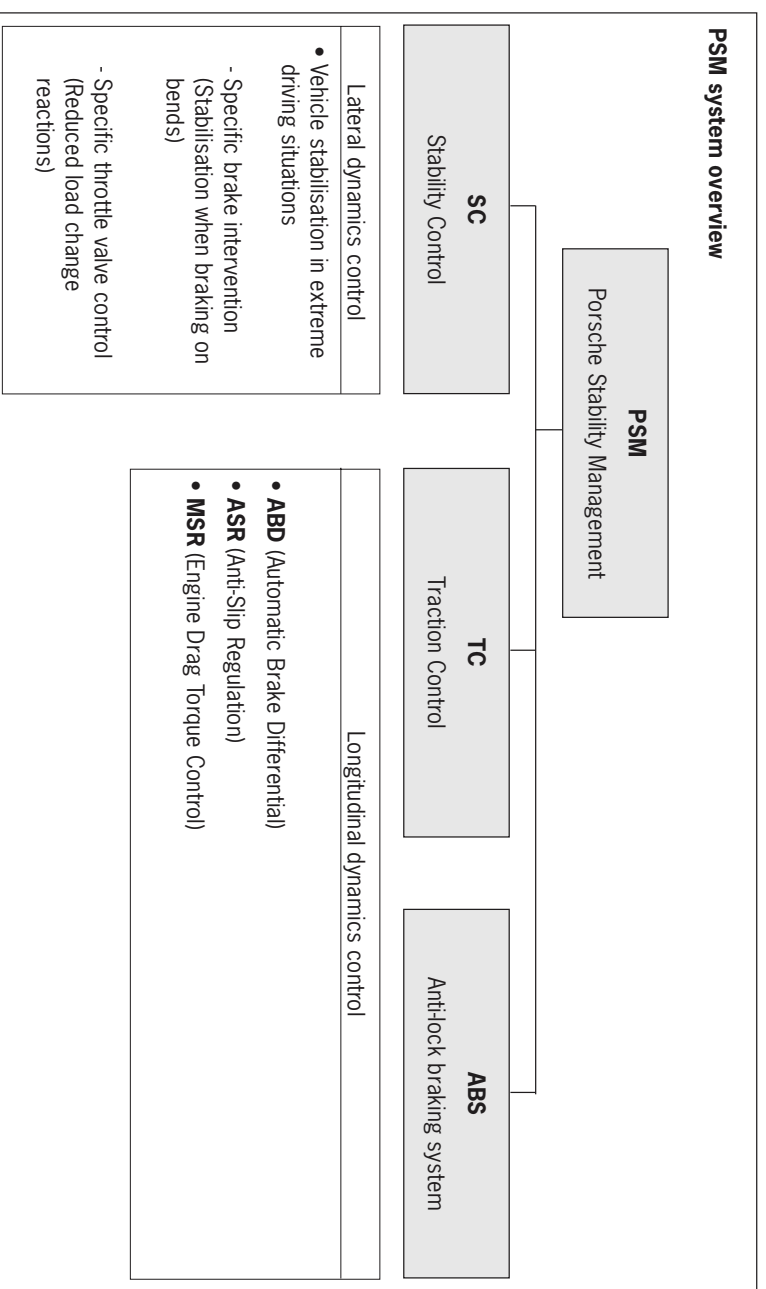 PSM system overview
PSM
Porsche Stability Management
SC
Stability Control
TC
Traction Control
ABS
Anti-lock braking system
Lateral dynamics control
• Vehicle stabilisation in extreme
driving situations
- Specific brake intervention
(Stabilisation when braking on
bends)
- Specific throttle valve control
(Reduced load change
reactions)
Longitudinal dynamics control
• ABD (Automatic Brake Differential)
• ASR (Anti-Slip Regulation)
• MSR (Engine Drag Torque Control)